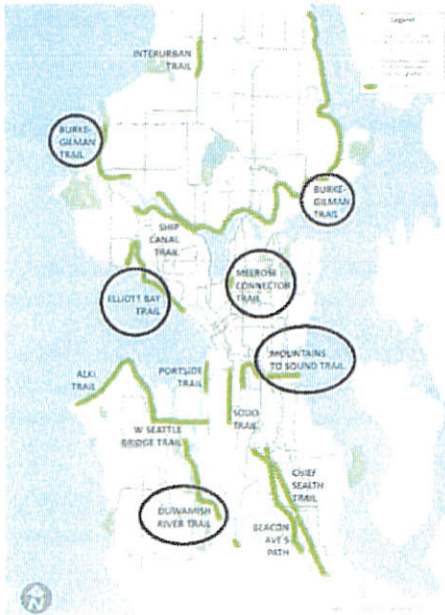 Legend
INTERURBAN
TRAIL
BURKE-
GILMAN
TRAIL
BURKE-
GILMAN
TRAIL
SHIP
CANAL
TRAIL
MELROSE
CONNECTOR
TRAIL
ELLIOTT BAY
TRAIL
MOUNTAINS
TO SOUND TRAIL
ALKI
TRAIL
PORTSIDE
TRAIL
SODO
TRAIL
W SEATTLE
BRIDGE TRAIL
CHIEF
SEALTH
TRAIL
DUWAMISH
RIVER TRAIL
BEACON
AVE S
PATH
N